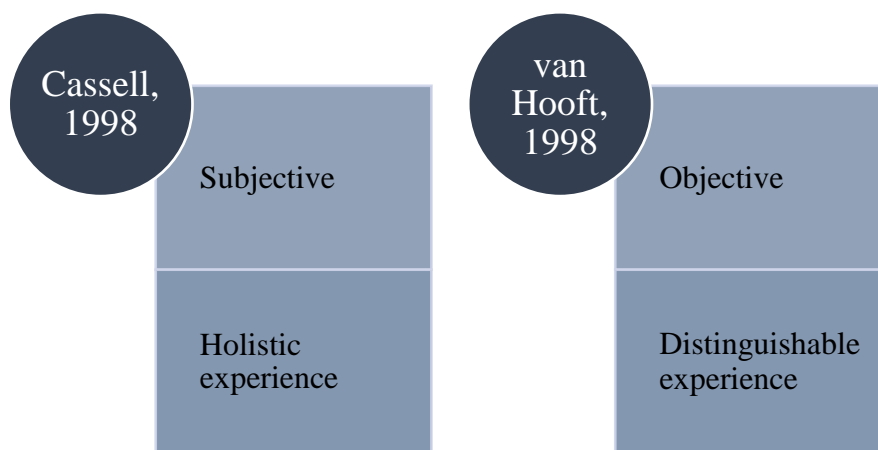 Cassell,
1998
Subjective
Holistic
experience
van
Hooft,
1998
Objective
Distinguishable
experience